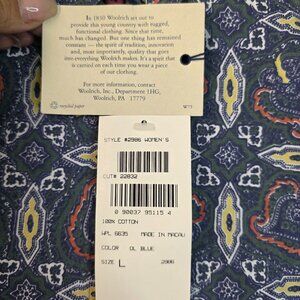 In 1830 Woolrich set out to
provide this young country with rugged,
functional clothing. Since that time,
much has changed. But one thing has remained
constant — the spirit of tradition, innovation
and, most importantly, quality that goes
into everything Woolrich makes. It's a spirit that
is carried on each time you wear a piece
of our clothing.
For more information, contact
Woolrich, Inc., Department 1HG,
Woolrich, PA 17779
recycled paper
STYLE #2986 WOMEN'S
CUT# 22832
0 90037 95115 4
100% COTTON
WPL 6635 MADE IN MACAU
COLOR OL BLUE
SIZE L 2986